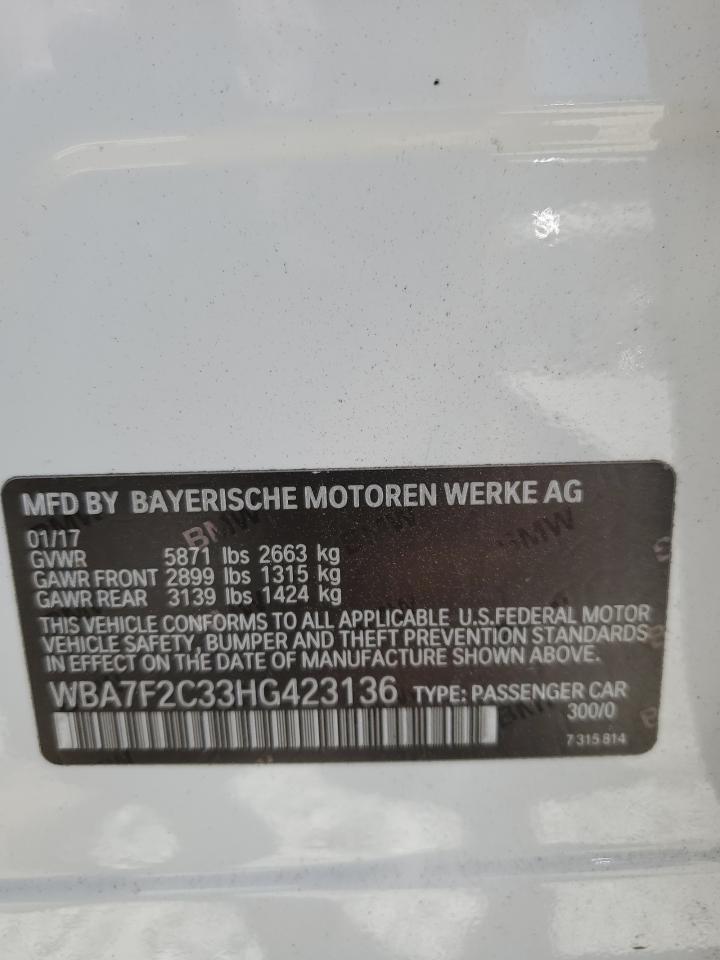 MFD BY BAYERISCHE MOTOREN WERKE AG
01/17
GVWR 5871 lbs 2663 kg
GAWR FRONT 2899 lbs 1315 kg
GAWR REAR 3139 lbs 1424 kg
THIS VEHICLE CONFORMS TO ALL APPLICABLE U.S.FEDERAL MOTOR
VEHICLE SAFETY, BUMPER AND THEFT PREVENTION STANDARDS
IN EFFECT ON THE DATE OF MANUFACTURE SHOWN ABOVE.
WBA7F2C33HG423136 TYPE: PASSENGER CAR
300/0
7 315 814